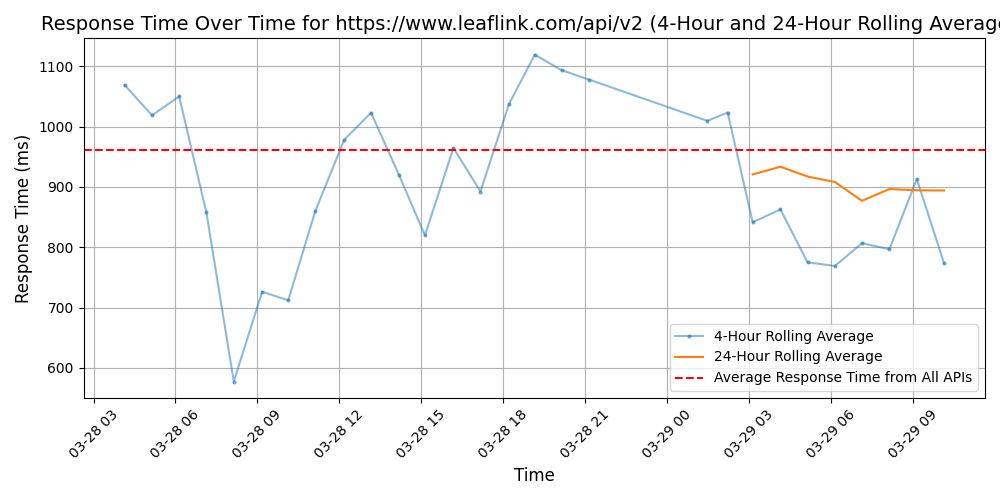 Response Time Over Time for https://www.leaflink.com/api/v2 (4-Hour and 24-Hour Rolling Average
Response Time (ms)
1100
1000
900
800
700
600
4-Hour Rolling Average
24-Hour Rolling Average
Average Response Time from All APIs
03-28 03
03-28 06
03-28 09
03-28 12
03-28 15
03-28 18
03-28 21
03-29 00
03-29 03
03-29 06
03-29 09
Time